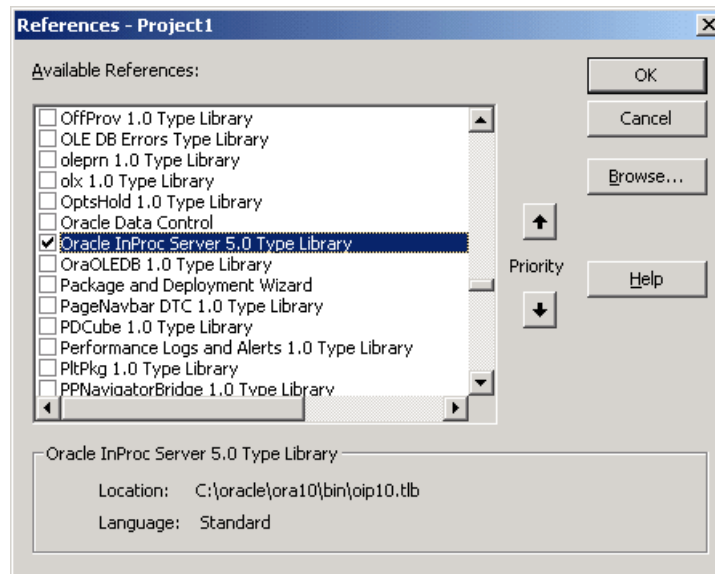 References - Project1
Available References:
OffProv 1.0 Type Library
OLE DB Errors Type Library
oleprn 1.0 Type Library
olx 1.0 Type Library
OptsHold 1.0 Type Library
Oracle Data Control
Oracle InProc Server 5.0 Type Library
OraOLEDB 1.0 Type Library
Package and Deployment Wizard
PageNavbar DTC 1.0 Type Library
PDCube 1.0 Type Library
Performance Logs and Alerts 1.0 Type Library
PltPkg 1.0 Type Library
PPNavigatorBridge 1.0 Type Library
Priority
OK
Cancel
Browse...
Help
Oracle InProc Server 5.0 Type Library
Location: C:\oracle\ora10\bin\oip10.tlb
Language: Standard